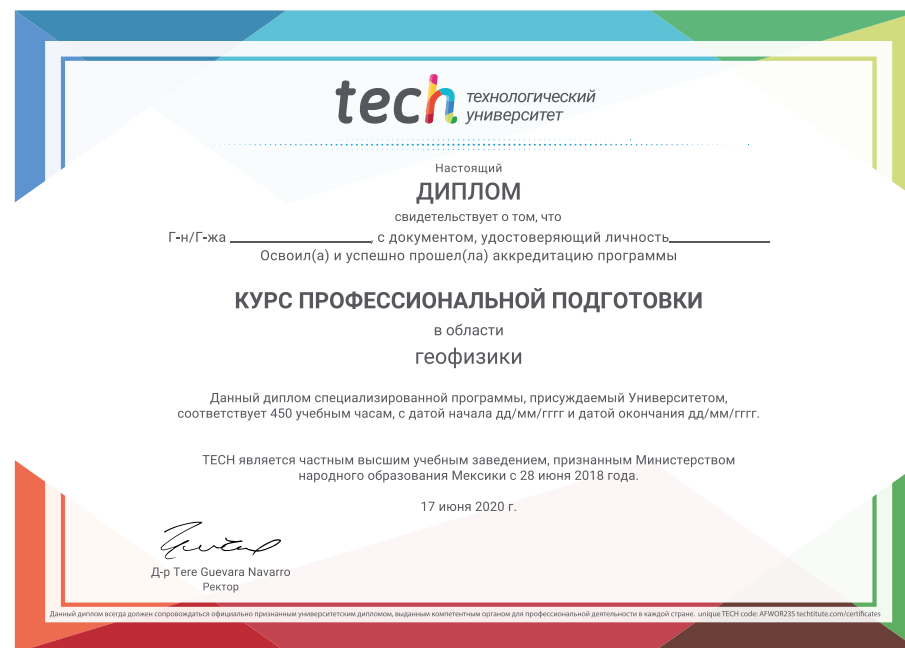 tech технологический
университет
Настоящий
ДИПЛОМ
свидетельствует о том, что
Г-н/Г-жа ____________________, с документом, удостоверяющий личность______________
Освоил(а) и успешно прошел(ла) аккредитацию программы
КУРС ПРОФЕССИОНАЛЬНОЙ ПОДГОТОВКИ
в области
геофизики
Данный диплом специализированной программы, присуждаемый Университетом,
соответствует 450 учебным часам, с датой начала дд/мм/гггг и датой окончания дд/мм/гггг.
TECH является частным высшим учебным заведением, признанным Министерством
народного образования Мексики с 28 июня 2018 года.
17 июня 2020 г.
Д-р Tere Guevara Navarro
Ректор
Данный диплом всегда должен сопровождаться официально признанным университетским дипломом, выданным компетентным органом для профессиональной деятельности в каждой стране. unique TECH code: AFWOR23S techtitute.com/certificates